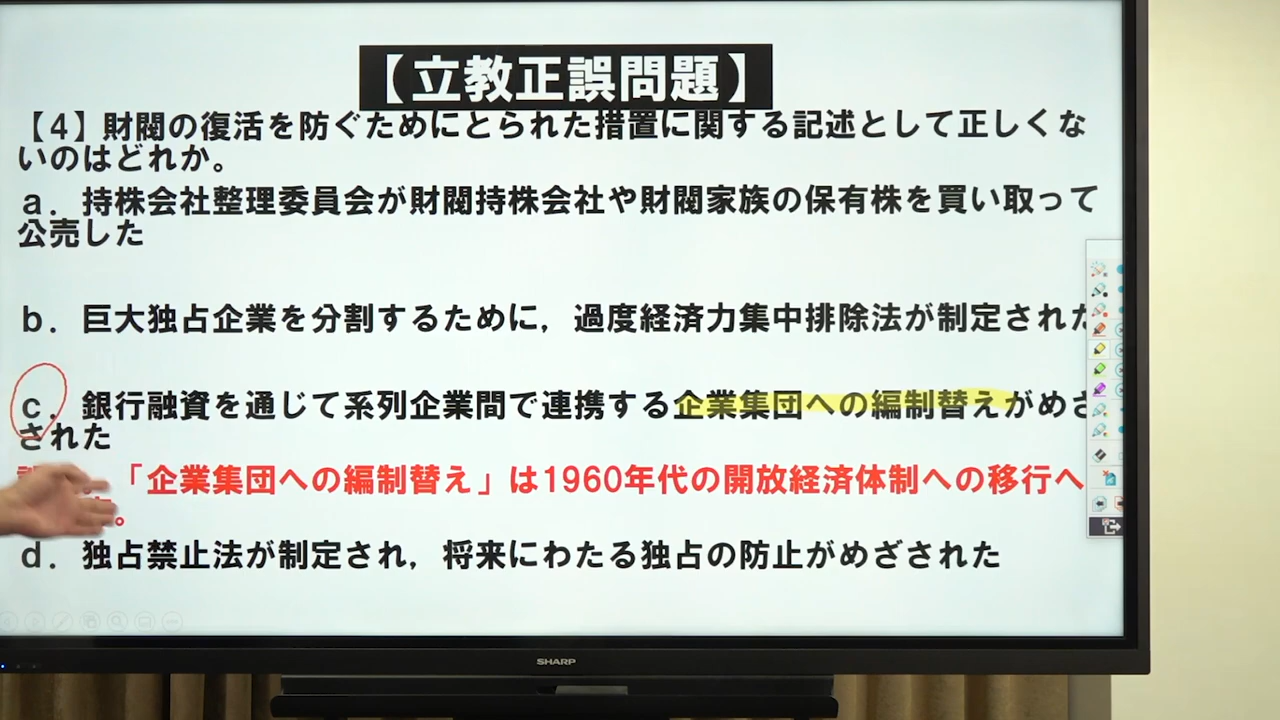 【立教正誤問題】
【4】財閥の復活を防ぐためにとられた措置に関する記述として正しくな
いのはどれか。
a．持株会社整理委員会が財閥持株会社や財閥家族の保有株を買い取って
公売した
b．巨大独占企業を分割するために，過度経済力集中排除法が制定された
c．銀行融資を通じて系列企業間で連携する企業集団への編制替えがめざ
された
「企業集団への編制替え」は1960年代の開放経済体制への移行へ
。
d．独占禁止法が制定され，将来にわたる独占の防止がめざされた
SHARP